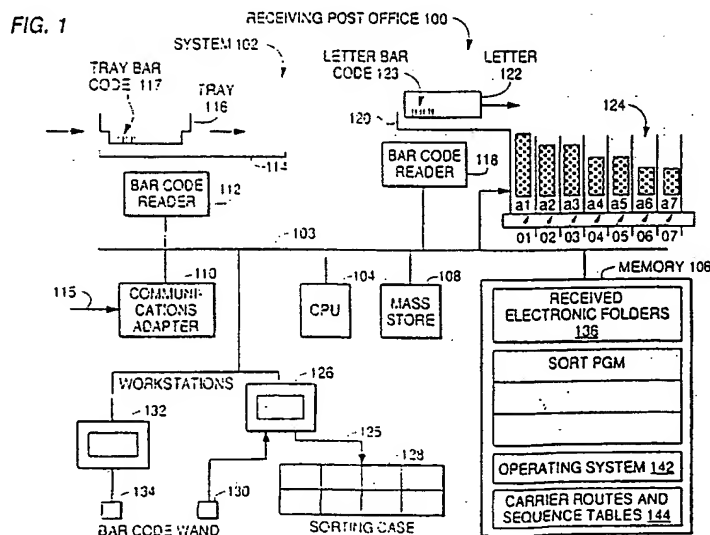 FIG. 1
RECEIVING POST OFFICE 100
SYSTEM 102
TRAY BAR
CODE 117
TRAY
116
LETTER BAR
CODE 123
LETTER
122
120
124
114
BAR CODE
READER
112
BAR CODE
READER
118
a1 a2 a3 a4 a5 a6 a7
01 02 03 04 05 06 07
103
110
115
COMMUNI-
CATIONS
ADAPTER
104
CPU
108
MASS
STORE
MEMORY 106
RECEIVED
ELECTRONIC FOLDERS
136
SORT PGM
OPERATING SYSTEM 142
CARRIER ROUTES AND
SEQUENCE TABLES 144
WORKSTATIONS
126
132
125
128
134
130
BAR CODE WAND
SORTING CASE